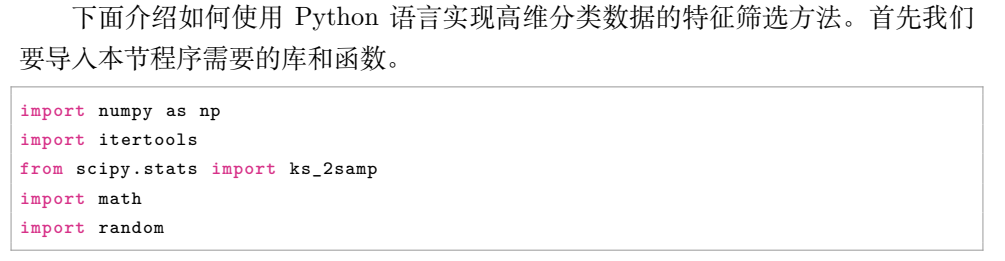 下面介绍如何使用 Python 语言实现高维分类数据的特征筛选方法。首先我们
要导入本节程序需要的库和函数。
import numpy as np
import itertools
from scipy.stats import ks_2samp
import math
import random